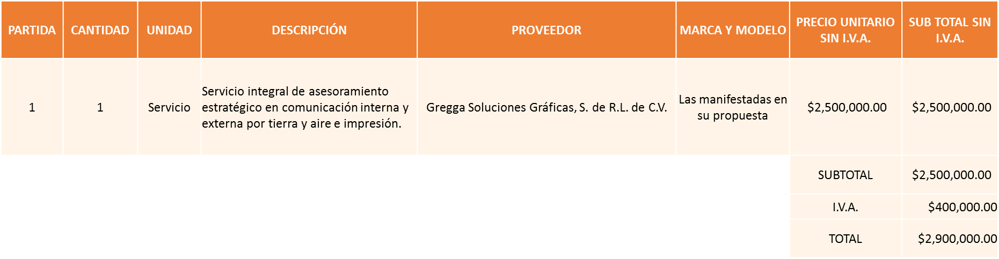 PARTIDA
CANTIDAD
UNIDAD
DESCRIPCIÓN
PROVEEDOR
MARCA Y MODELO
PRECIO UNITARIO
SIN I.V.A.
SUB TOTAL SIN
I.V.A.
1
1
Servicio
Servicio integral de asesoramiento
estratégico en comunicación interna y
externa por tierra y aire e impresión.
Gregga Soluciones Gráficas, S. de R.L. de C.V.
Las manifestadas en
su propuesta
$2,500,000.00
$2,500,000.00
SUBTOTAL
$2,500,000.00
I.V.A.
$400,000.00
TOTAL
$2,900,000.00